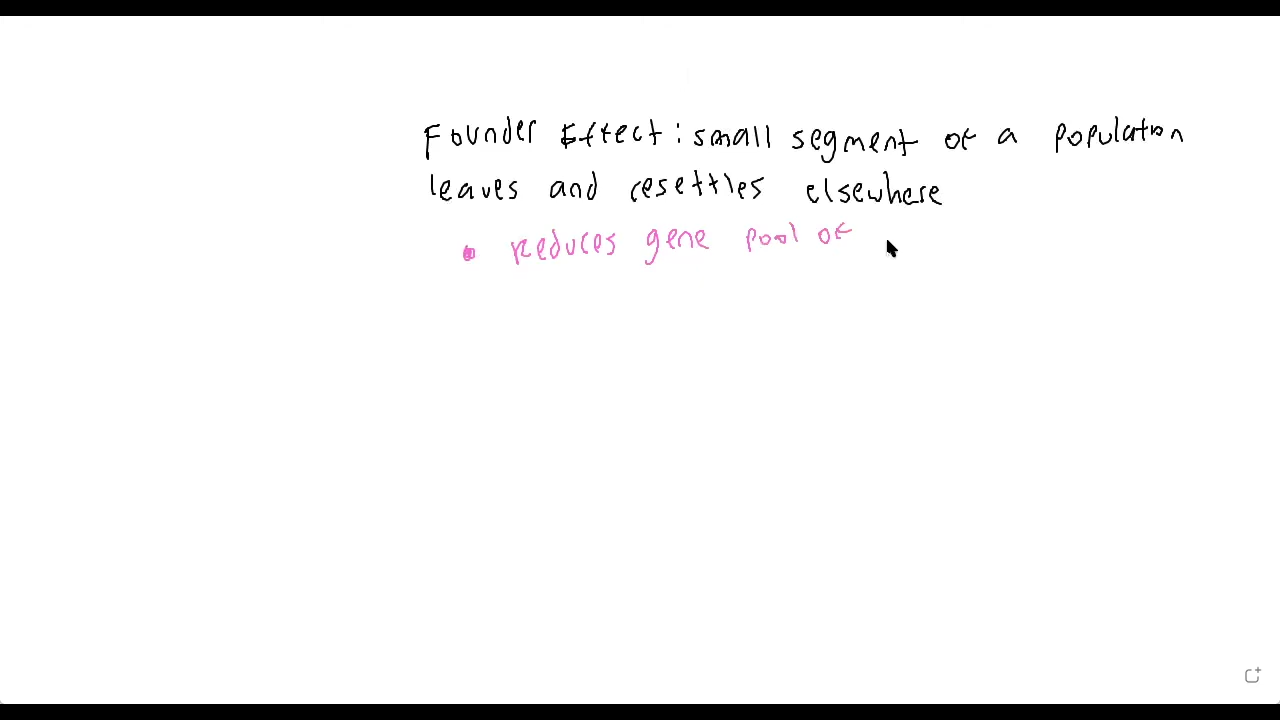 Founder Effect: small segment of a population
leaves and resettles elsewhere
• Reduces gene pool of